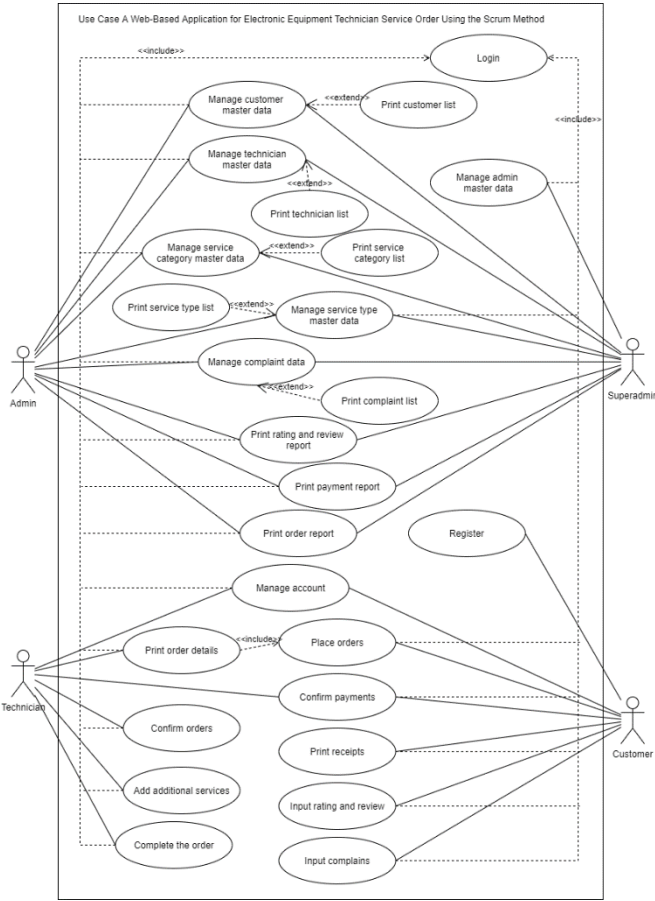 Use Case A Web-Based Application for Electronic Equipment Technician Service Order Using the Scrum Method
<<include>>
Login
Manage customer
master data
<<extend>>
Print customer list
<<include>>
Manage technician
master data
<<extend>>
Manage admin
master data
Print technician list
Manage service
category master data
<<extend>>
Print service
category list
Print service type list
<<extend>>
Manage service type
master data
Manage complaint data
<<extend>>
Print complaint list
Admin
Superadmin
Print rating and review
report
Print payment report
Print order report
Register
Manage account
Print order details
<<include>>
Place orders
Technician
Confirm payments
Confirm orders
Print receipts
Customer
Add additional services
Input rating and review
Complete the order
Input complains